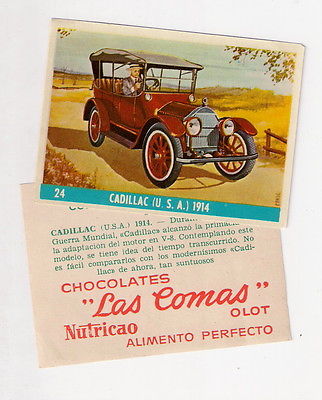 24
CADILLAC (U. S. A.) 1914
CADILLAC (U.S.A.) 1914. — Duran
Guerra Mundial, «Cadillac» alcanzó la primacía
la adaptación del motor en V-8. Contemplando este
modelo, se tiene idea del tiempo transcurrido. No
es fácil compararlos con los modernísimos «Cadi-
llac» de ahora, tan suntuosos
CHOCOLATES
"Las Comas"
OLOT
Nutricao
ALIMENTO PERFECTO